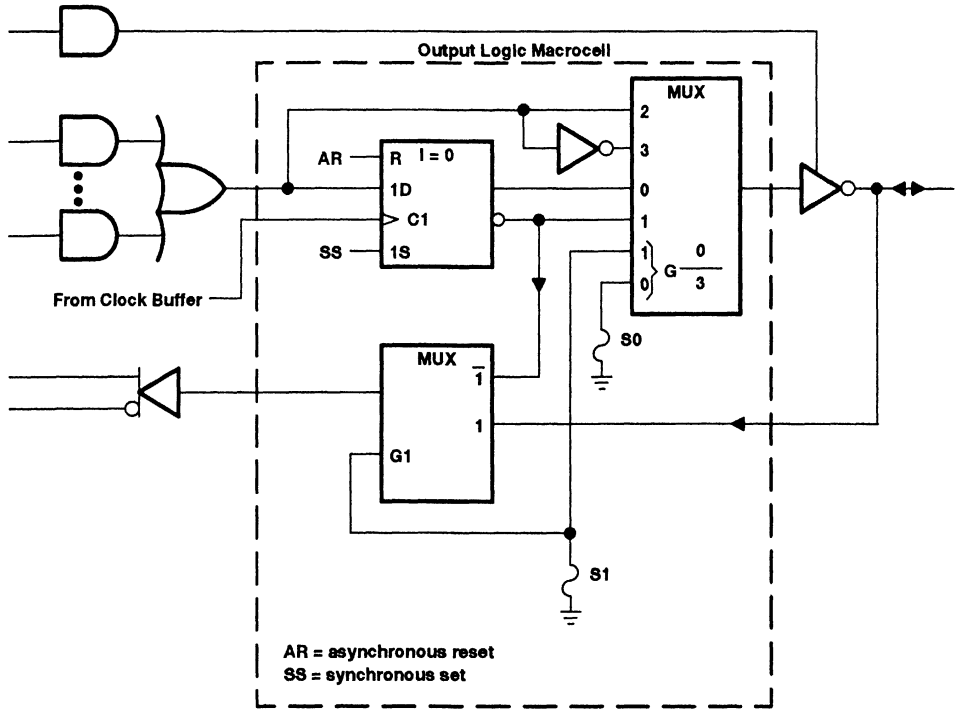 Output Logic Macrocell
MUX
2
3
0
1
1
0
G 0
3
AR
R
I = 0
1D
C1
SS
1S
From Clock Buffer
S0
MUX
1̅
1
G1
S1
AR = asynchronous reset
SS = synchronous set